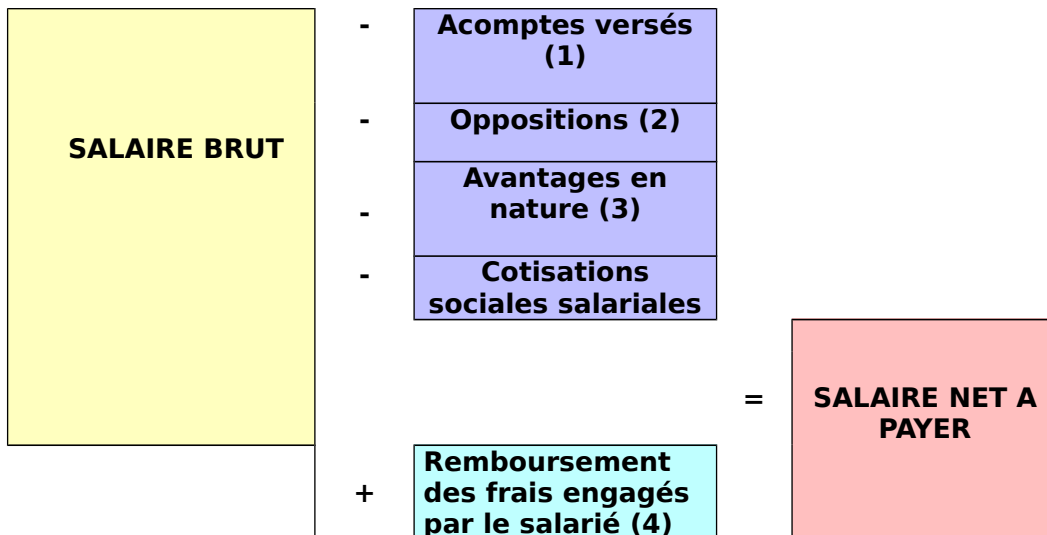 SALAIRE BRUT
-
Acomptes versés
(1)
-
Oppositions (2)
-
Avantages en
nature (3)
-
Cotisations
sociales salariales
+
Remboursement
des frais engagés
par le salarié (4)
=
SALAIRE NET A
PAYER